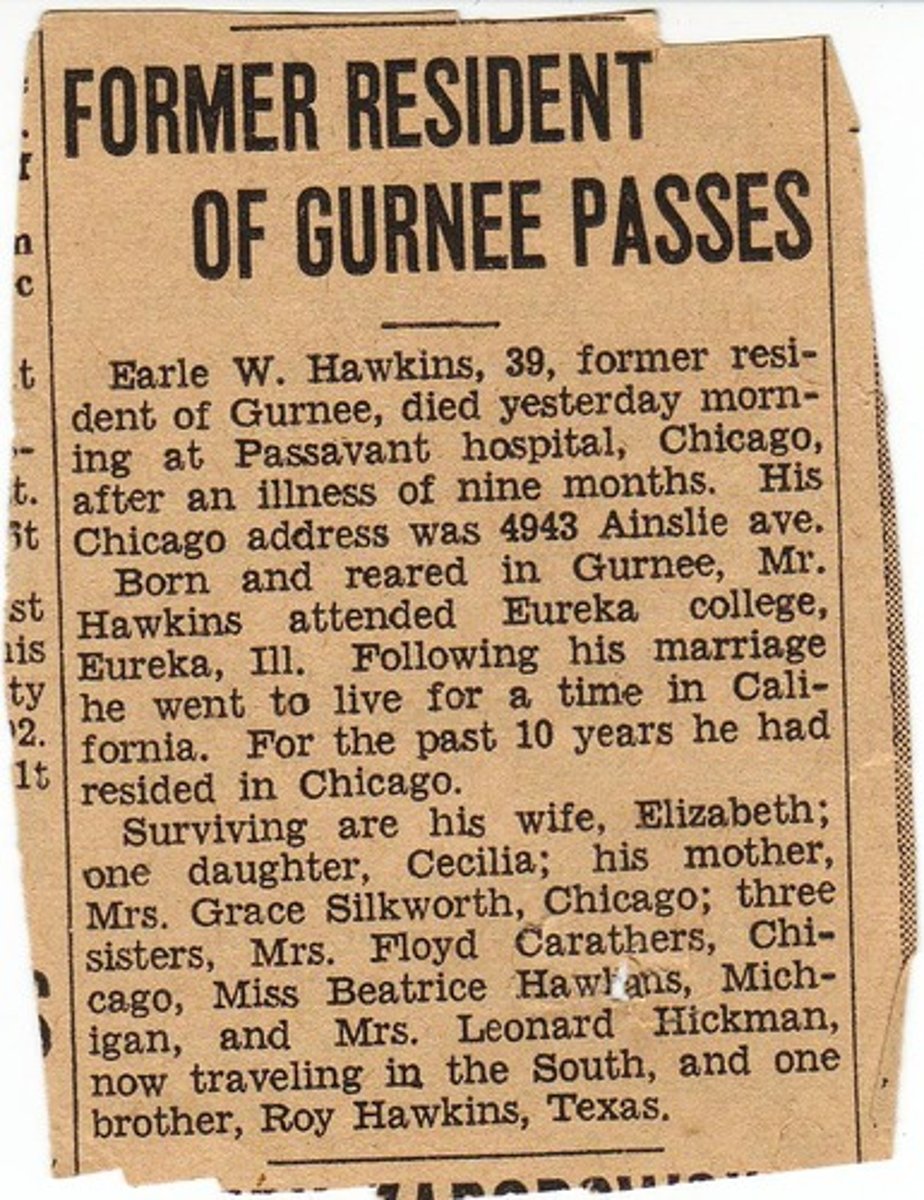 FORMER RESIDENT
OF GURNEE PASSES
Earle W. Hawkins, 39, former resi-
dent of Gurnee, died yesterday morn-
ing at Passavant hospital, Chicago,
after an illness of nine months. His
Chicago address was 4943 Ainslie ave.
Born and reared in Gurnee, Mr.
Hawkins attended Eureka college,
Eureka, Ill. Following his marriage
he went to live for a time in Cali-
fornia. For the past 10 years he had
resided in Chicago.
Surviving are his wife, Elizabeth;
one daughter, Cecilia; his mother,
Mrs. Grace Silkworth, Chicago; three
sisters, Mrs. Floyd Carathers, Chi-
cago, Miss Beatrice Hawkins, Mich-
igan, and Mrs. Leonard Hickman,
now traveling in the South, and one
brother, Roy Hawkins, Texas.